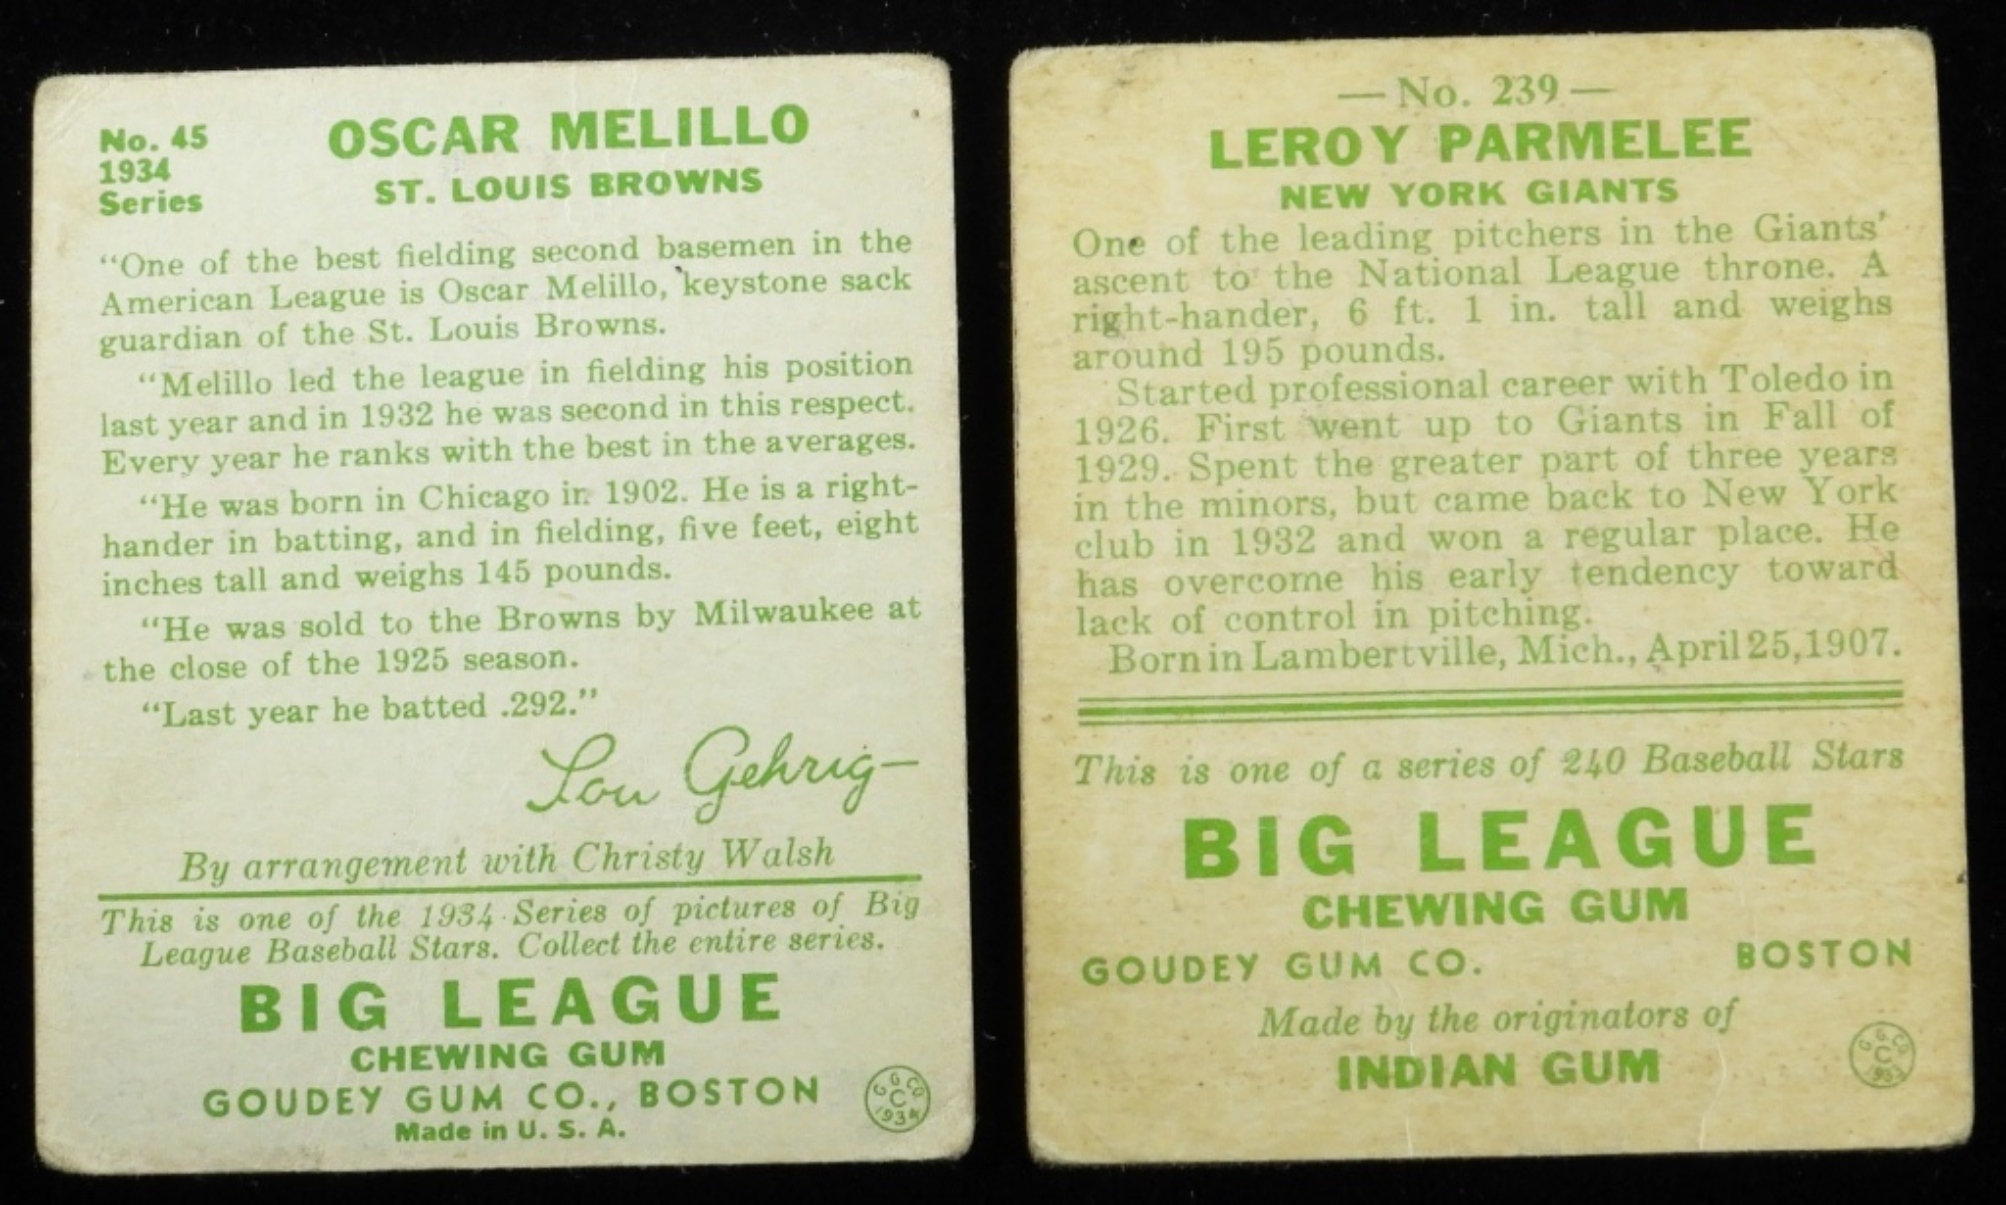 No. 45
1934
Series
OSCAR MELILLO
ST. LOUIS BROWNS
“One of the best fielding second basemen in the
American League is Oscar Melillo, keystone sack
guardian of the St. Louis Browns.
“Melillo led the league in fielding his position
last year and in 1932 he was second in this respect.
Every year he ranks with the best in the averages.
“He was born in Chicago in 1902. He is a right-
hander in batting, and in fielding, five feet, eight
inches tall and weighs 145 pounds.
“He was sold to the Browns by Milwaukee at
the close of the 1925 season.
“Last year he batted .292.”
Lou Gehrig
By arrangement with Christy Walsh
This is one of the 1934 Series of pictures of Big
League Baseball Stars. Collect the entire series.
BIG LEAGUE
CHEWING GUM
GOUDEY GUM CO., BOSTON
Made in U. S. A.
G. G. CO.
C
1934
— No. 239 —
LEROY PARMELEE
NEW YORK GIANTS
One of the leading pitchers in the Giants’
ascent to the National League throne. A
right-hander, 6 ft. 1 in. tall and weighs
around 195 pounds.
Started professional career with Toledo in
1926. First went up to Giants in Fall of
1929. Spent the greater part of three years
in the minors, but came back to New York
club in 1932 and won a regular place. He
has overcome his early tendency toward
lack of control in pitching.
Born in Lambertville, Mich., April 25, 1907.
This is one of a series of 240 Baseball Stars
BIG LEAGUE
CHEWING GUM
GOUDEY GUM CO. BOSTON
Made by the originators of
INDIAN GUM
G. G. CO.
C